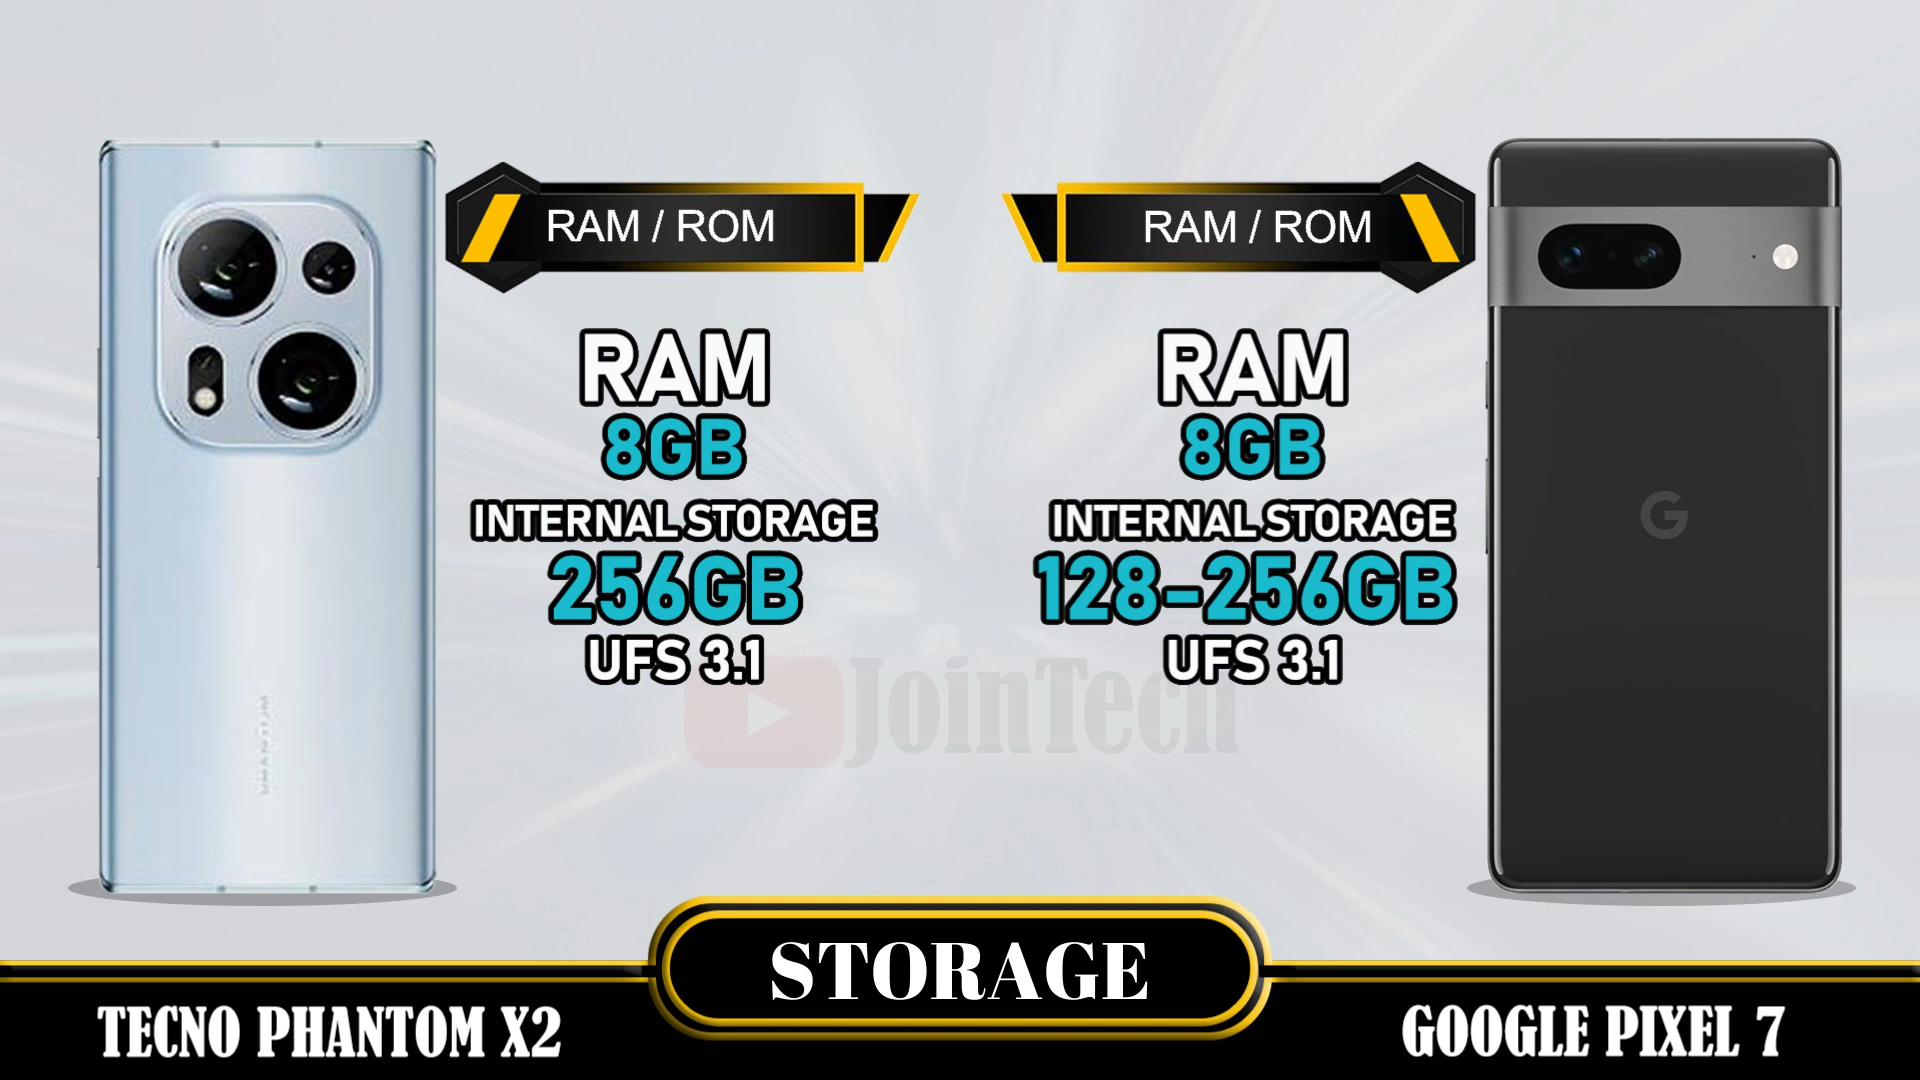 RAM / ROM
RAM
8GB
INTERNAL STORAGE
256GB
UFS 3.1
RAM / ROM
RAM
8GB
INTERNAL STORAGE
128-256GB
UFS 3.1
G
JoinTech
STORAGE
TECNO PHANTOM X2
GOOGLE PIXEL 7